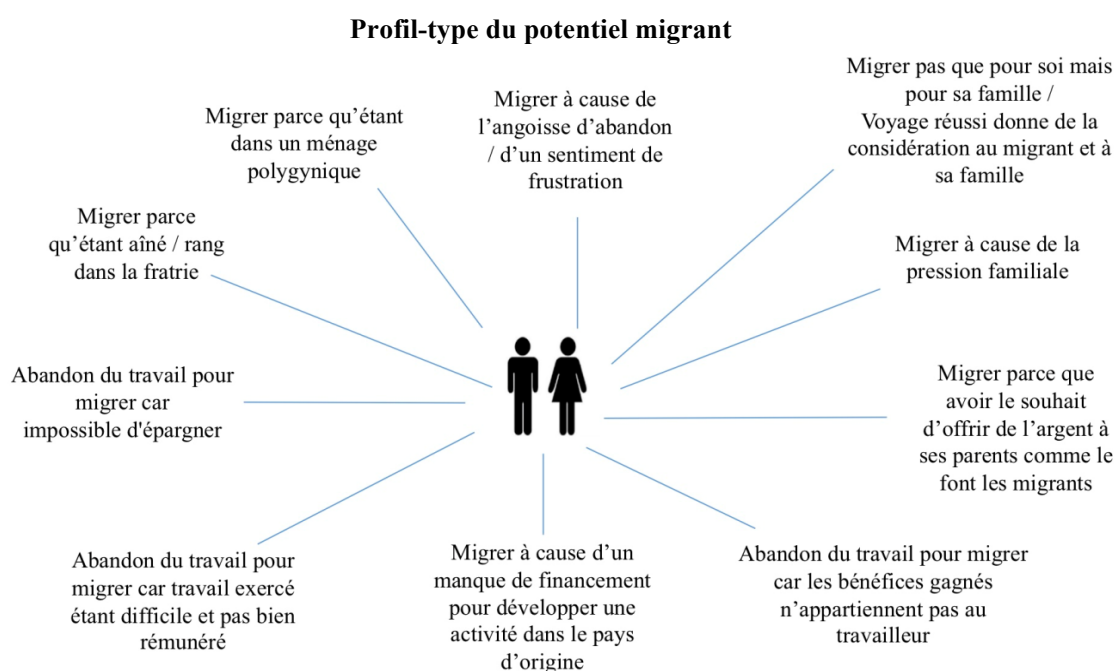 Profil-type du potentiel migrant
Migrer parce qu’étant
dans un ménage
polygynique
Migrer à cause de
l’angoisse d’abandon
/ d’un sentiment de
frustration
Migrer pas que pour soi mais
pour sa famille /
Voyage réussi donne de la
considération au migrant et à
sa famille
Migrer parce
qu’étant aîné / rang
dans la fratrie
Migrer à cause de la
pression familiale
Abandon du travail pour
migrer car
impossible d'épargner
Migrer parce que
avoir le souhait
d’offrir de l’argent à
ses parents comme le
font les migrants
Abandon du travail pour
migrer car travail exercé
étant difficile et pas bien
rémunéré
Migrer à cause d’un
manque de financement
pour développer une
activité dans le pays
d’origine
Abandon du travail pour migrer
car les bénéfices gagnés
n’appartiennent pas au
travailleur